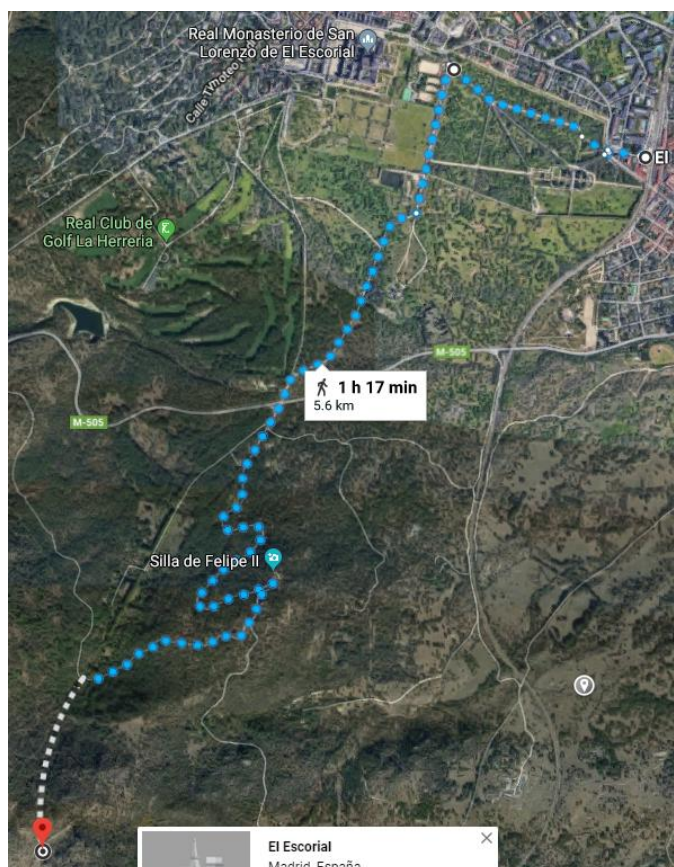 Real Monasterio de San
Lorenzo de El Escorial
Calle Timoteo
El
Real Club de
Golf La Herreria
M-505
1 h 17 min
5.6 km
M-505
Silla de Felipe II
El Escorial
Madrid, España